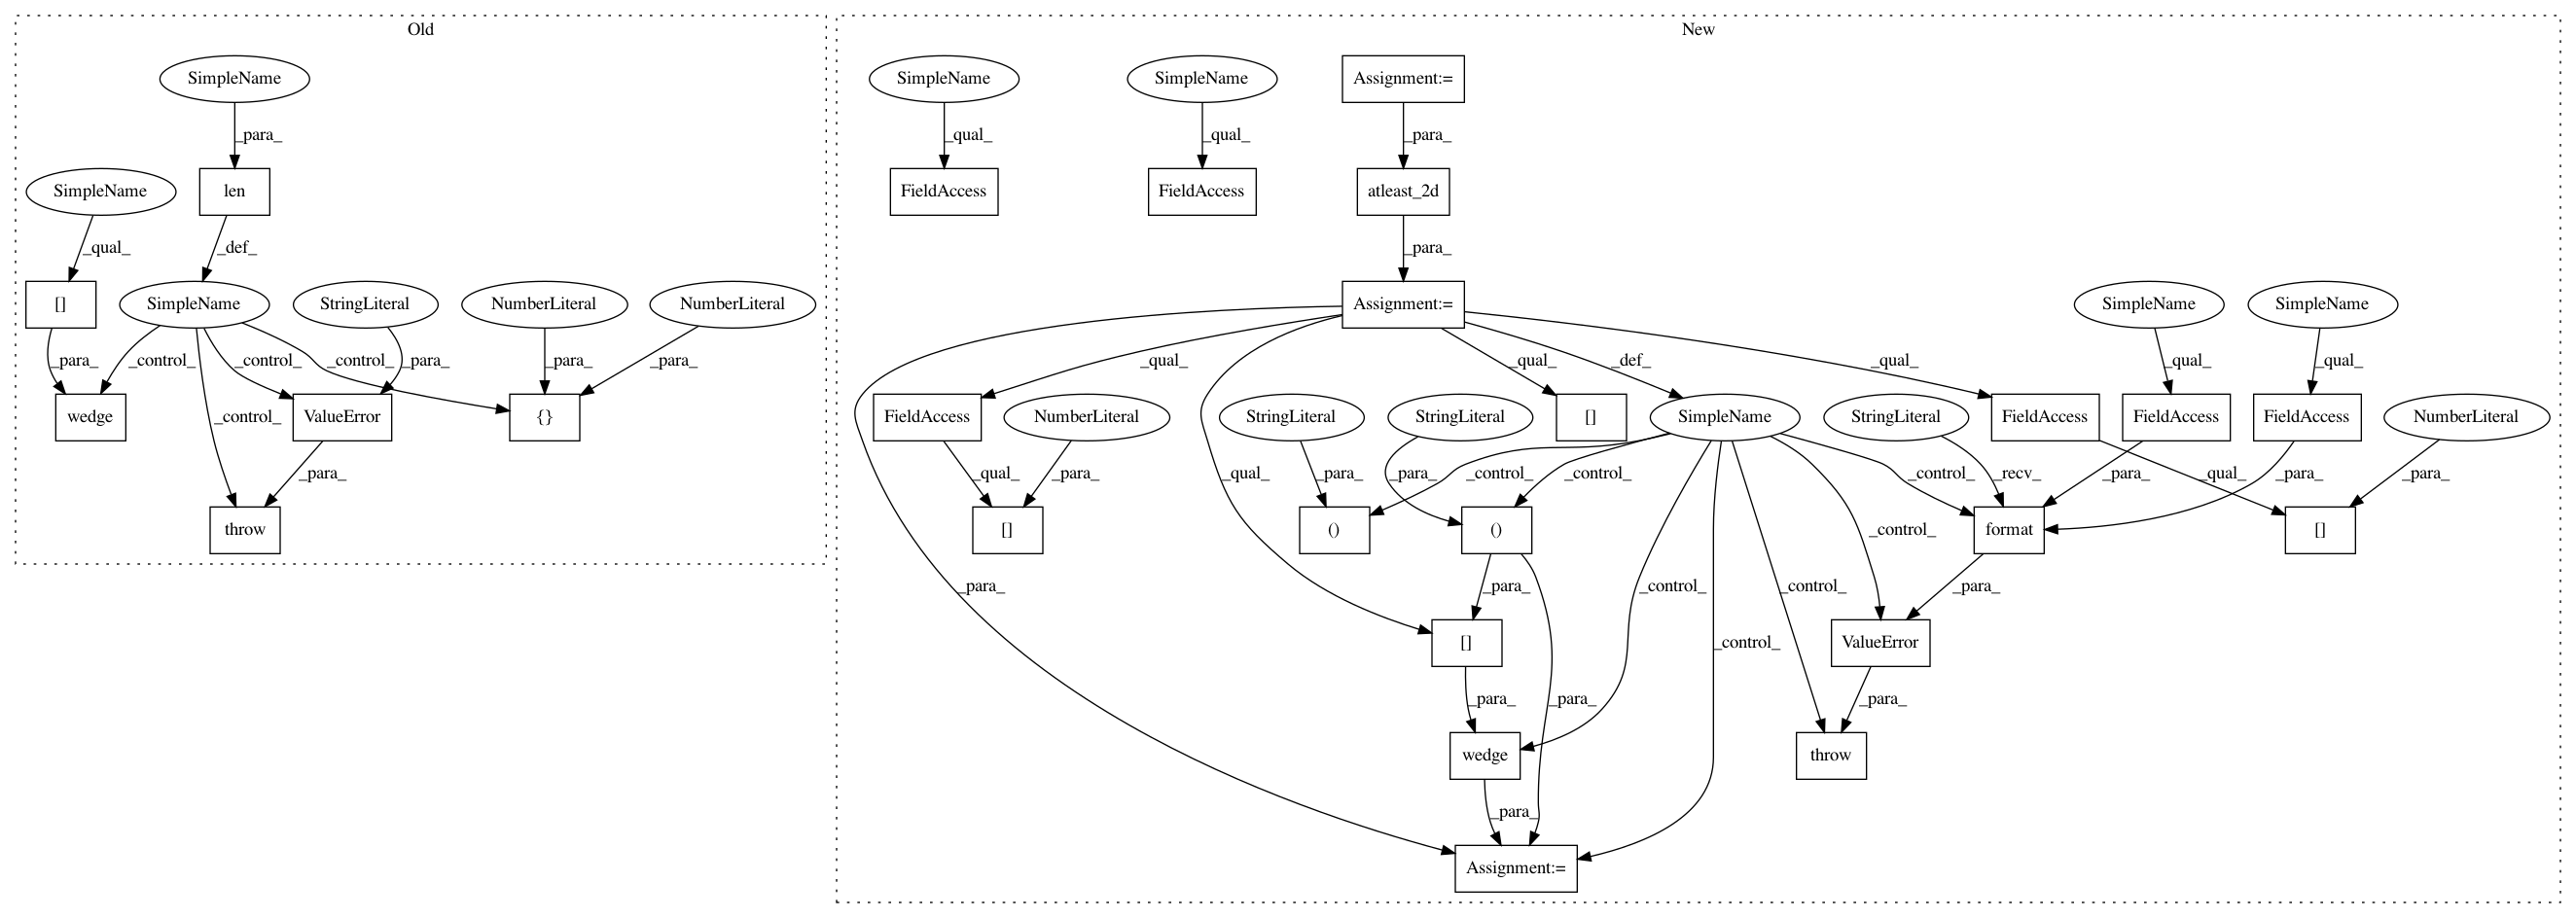 Old
New
SimpleName
SimpleName
SimpleName
Assignment:=
_para_
_qual_
_qual_
_para_
SimpleName
len
FieldAccess
FieldAccess
atleast_2d
_qual_
_def_
_para_
[]
SimpleName
StringLiteral
NumberLiteral
NumberLiteral
Assignment:=
SimpleName
SimpleName
_para_
_control_
_control_
_control_
_para_
_para_
_para_
_qual_
_qual_
_def_
_qual_
_qual_
_qual_
wedge
_control_
ValueError
{}
FieldAccess
NumberLiteral
StringLiteral
StringLiteral
[]
SimpleName
StringLiteral
FieldAccess
FieldAccess
FieldAccess
NumberLiteral
_para_
_qual_
_para_
_qual_
_para_
_para_
_control_
_control_
_control_
_recv_
_para_
_qual_
_para_
_para_
throw
[]
()
()
format
[]
_control_
_para_
_para_
_control_
_control_
_para_
[]
ValueError
_control_
_para_
_para_
_para_
wedge
throw
_para_
Assignment:=